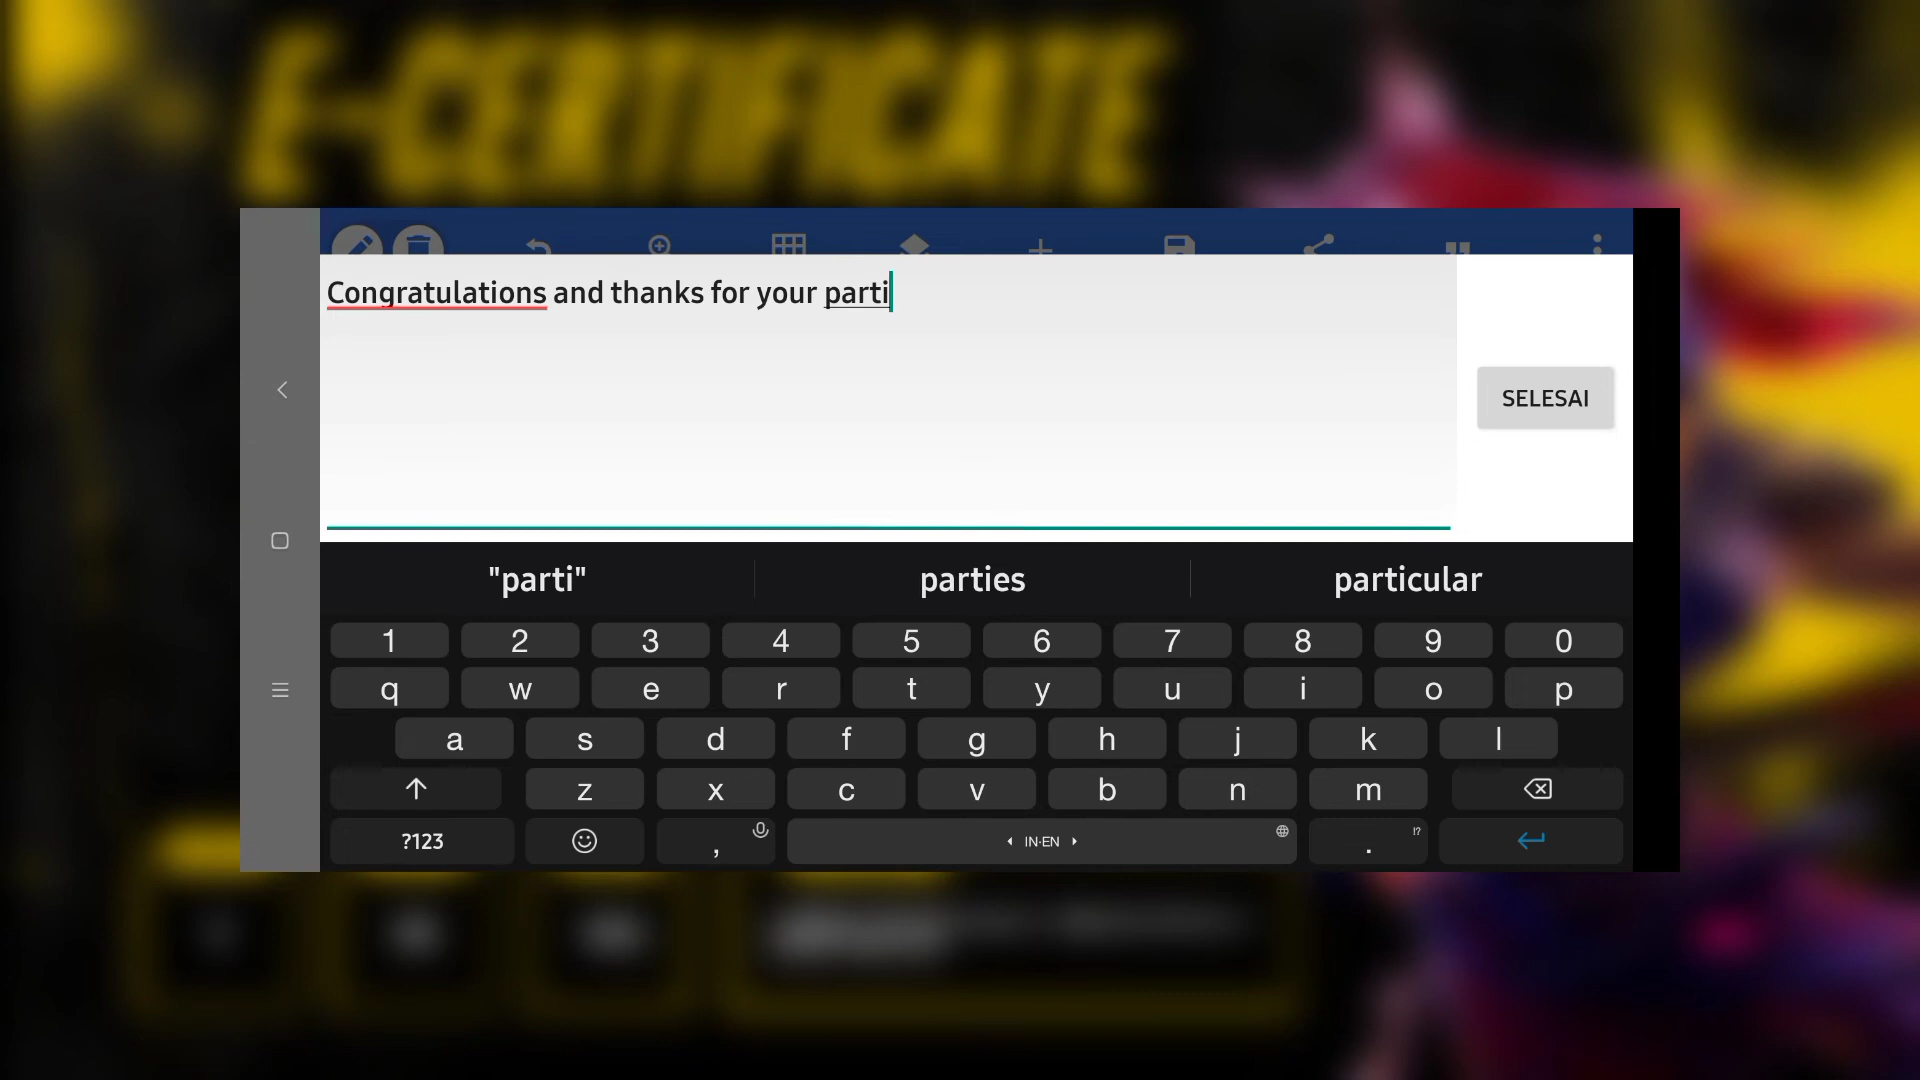 E-CERTIFICATE
Congratulations and thanks for your parti
SELESAI
"parti" parties particular
1 2 3 4 5 6 7 8 9 0
q w e r t y u i o p
a s d f g h j k l
z x c v b n m
?123 , IN·EN . !?